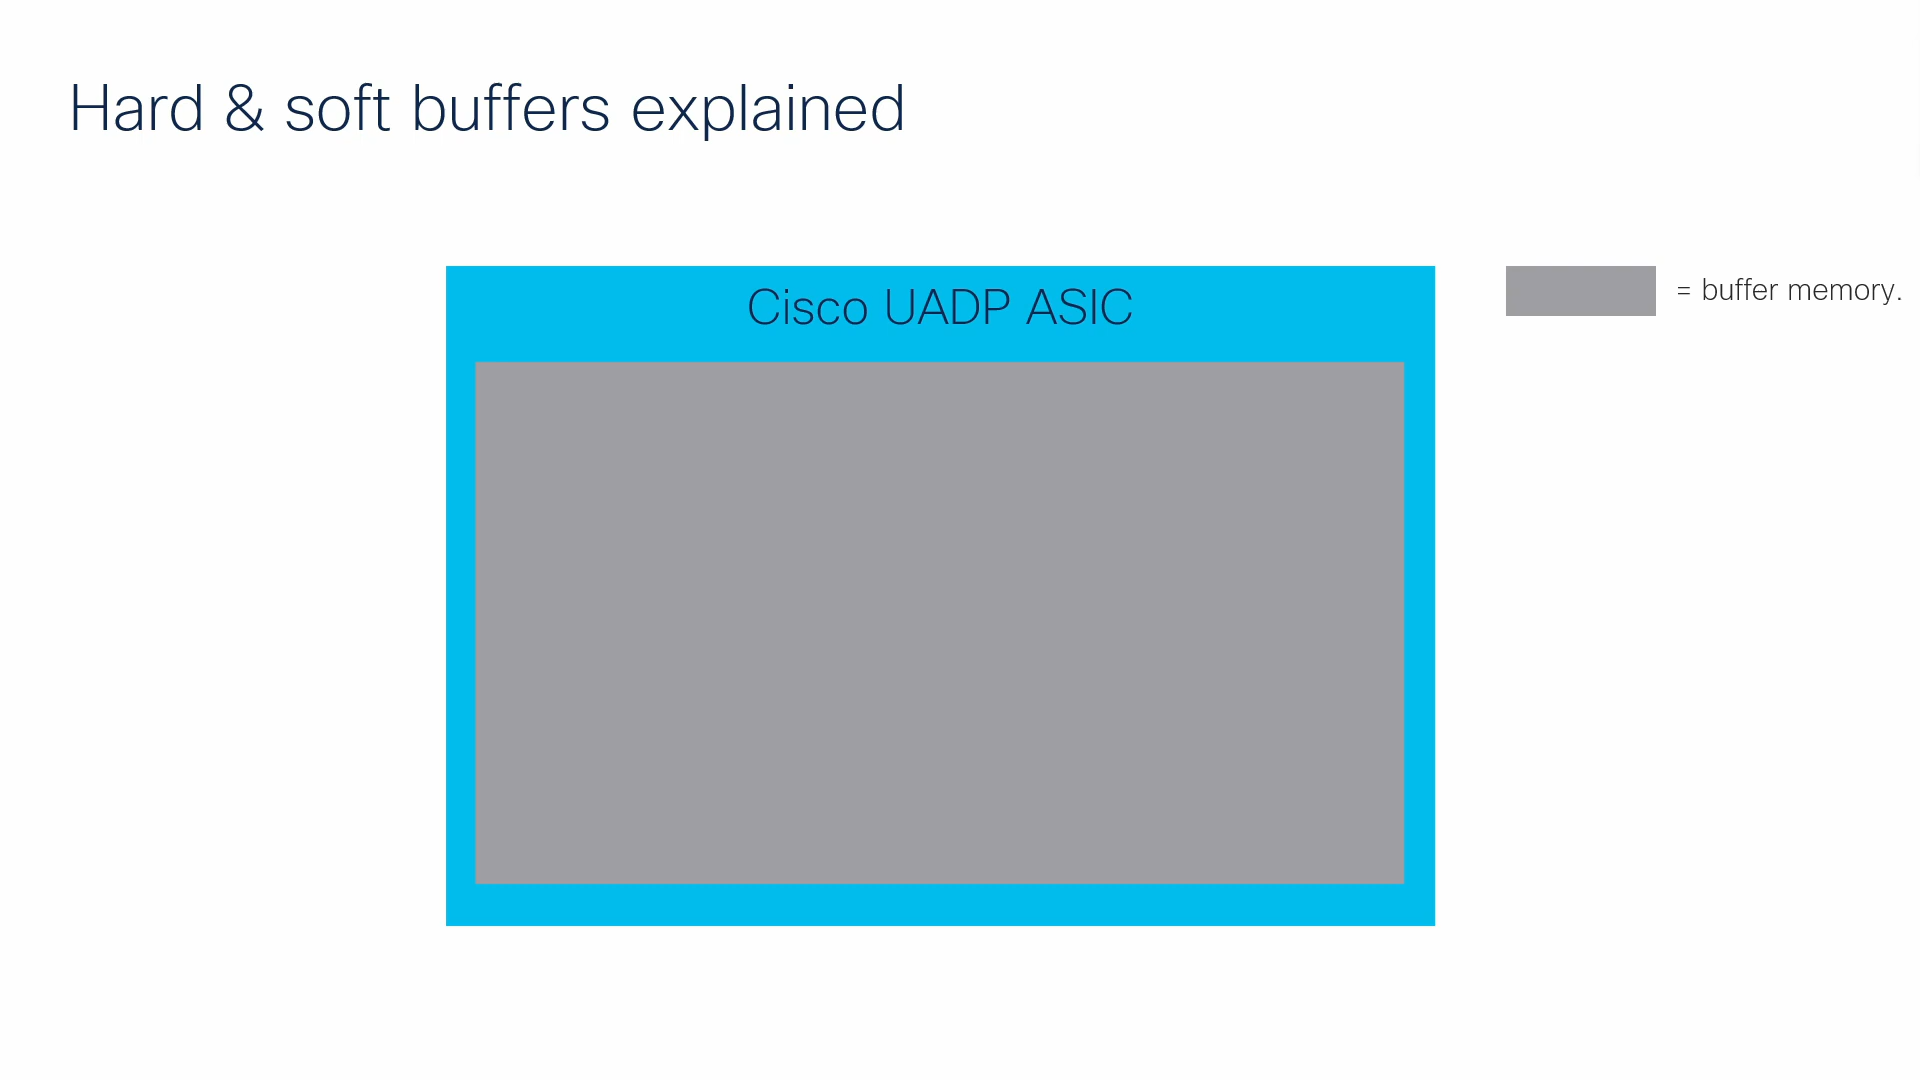 Hard & soft buffers explained
Cisco UADP ASIC
= buffer memory.